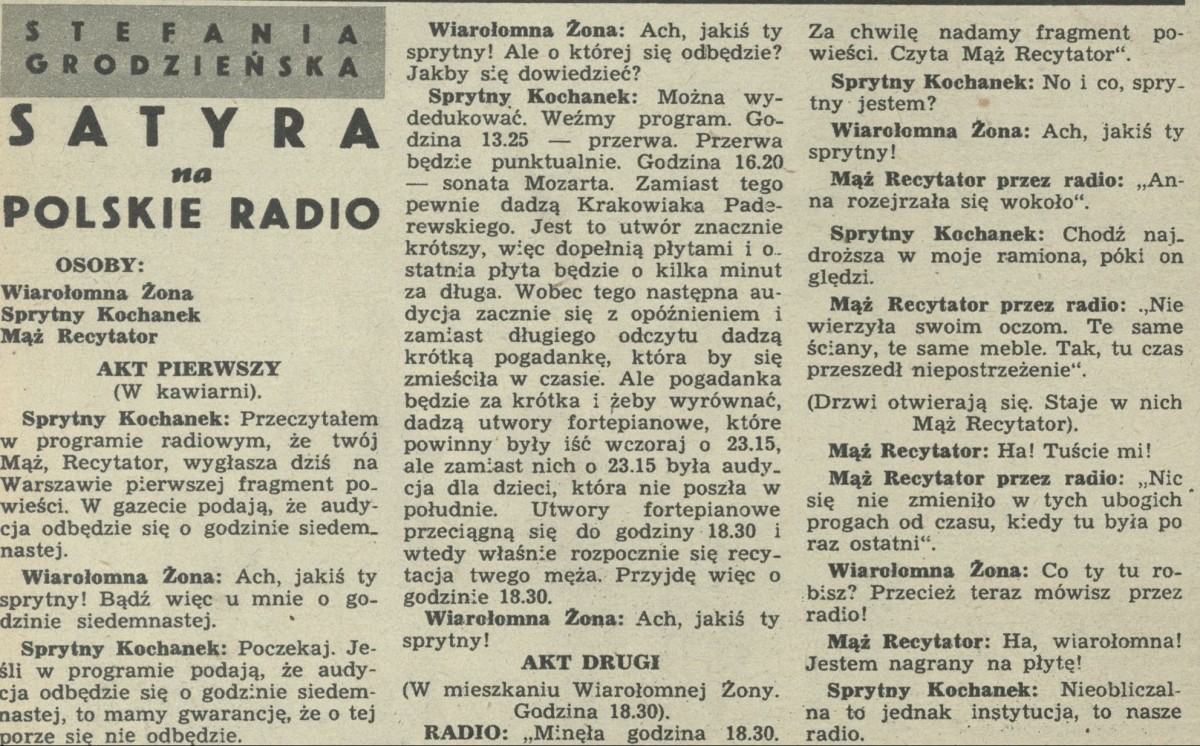 STEFANIA
GRODZIEŃSKA
SATYRA
na
POLSKIE RADIO
OSOBY:
Wiarołomna Żona
Sprytny Kochanek
Mąż Recytator
AKT PIERWSZY
(W kawiarni).
Sprytny Kochanek: Przeczytałem
w programie radiowym, że twój
Mąż, Recytator, wygłasza dziś na
Warszawie pierwszej fragment po-
wieści. W gazecie podają, że audy-
cja odbędzie się o godzinie siedem-
nastej.
Wiarołomna Żona: Ach, jakiś ty
sprytny! Bądź więc u mnie o go-
dzinie siedemnastej.
Sprytny Kochanek: Poczekaj. Je-
śli w programie podają, że audy-
cja odbędzie się o godzinie siedem-
nastej, to mamy gwarancję, że o tej
porze się nie odbędzie.
Wiarołomna Żona: Ach, jakiś ty
sprytny! Ale o której się odbędzie?
Jakby się dowiedzieć?
Sprytny Kochanek: Można wy-
dedukować. Weźmy program. Go-
dzina 13.25 — przerwa. Przerwa
będzie punktualnie. Godzina 16.20
— sonata Mozarta. Zamiast tego
pewnie dadzą Krakowiaka Pade-
rewskiego. Jest to utwór znacznie
krótszy, więc dopełnią płytami i o-
statnia płyta będzie o kilka minut
za długa. Wobec tego następna au-
dycja zacznie się z opóźnieniem i
zamiast długiego odczytu dadzą
krótką pogadankę, która by się
zmieściła w czasie. Ale pogadanka
będzie za krótka i żeby wyrównać,
dadzą utwory fortepianowe, które
powinny były iść wczoraj o 23.15,
ale zamiast nich o 23.15 była audy-
cja dla dzieci, która nie poszła w
południe. Utwory fortepianowe
przeciągną się do godziny 18.30 i
wtedy właśnie rozpocznie się recy-
tacja twego męża. Przyjdę więc o
godzinie 18.30.
Wiarołomna Żona: Ach, jakiś ty
sprytny!
AKT DRUGI
(W mieszkaniu Wiarołomnej Żony.
Godzina 18.30).
RADIO: „Minęła godzina 18.30.
Za chwilę nadamy fragment po-
wieści. Czyta Mąż Recytator“.
Sprytny Kochanek: No i co, spry-
tny jestem?
Wiarołomna Żona: Ach, jakiś ty
sprytny!
Mąż Recytator przez radio: „An-
na rozejrzała się wokoło“.
Sprytny Kochanek: Chodź naj-
droższa w moje ramiona, póki on
ględzi.
Mąż Recytator przez radio: „Nie
wierzyła swoim oczom. Te same
ściany, te same meble. Tak, tu czas
przeszedł niepostrzeżenie“.
(Drzwi otwierają się. Staje w nich
Mąż Recytator).
Mąż Recytator: Ha! Tuście mi!
Mąż Recytator przez radio: „Nic
się nie zmieniło w tych ubogich
progach od czasu, kiedy tu była po
raz ostatni“.
Wiarołomna Żona: Co ty tu ro-
bisz? Przecież teraz mówisz przez
radio!
Mąż Recytator: Ha, wiarołomna!
Jestem nagrany na płytę!
Sprytny Kochanek: Nieobliczal-
na to jednak instytucja, to nasze
radio.